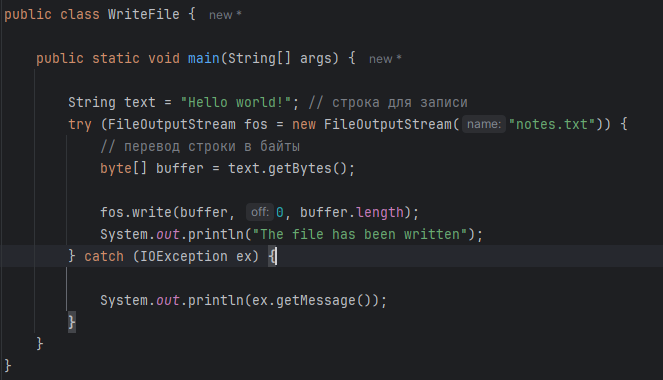 public class WriteFile { new *
public static void main(String[] args) { new *
String text = "Hello world!"; // строка для записи
try (FileOutputStream fos = new FileOutputStream( name: "notes.txt")) {
// перевод строки в байты
byte[] buffer = text.getBytes();
fos.write(buffer, off: 0, buffer.length);
System.out.println("The file has been written");
} catch (IOException ex) {
System.out.println(ex.getMessage());
}
}
}